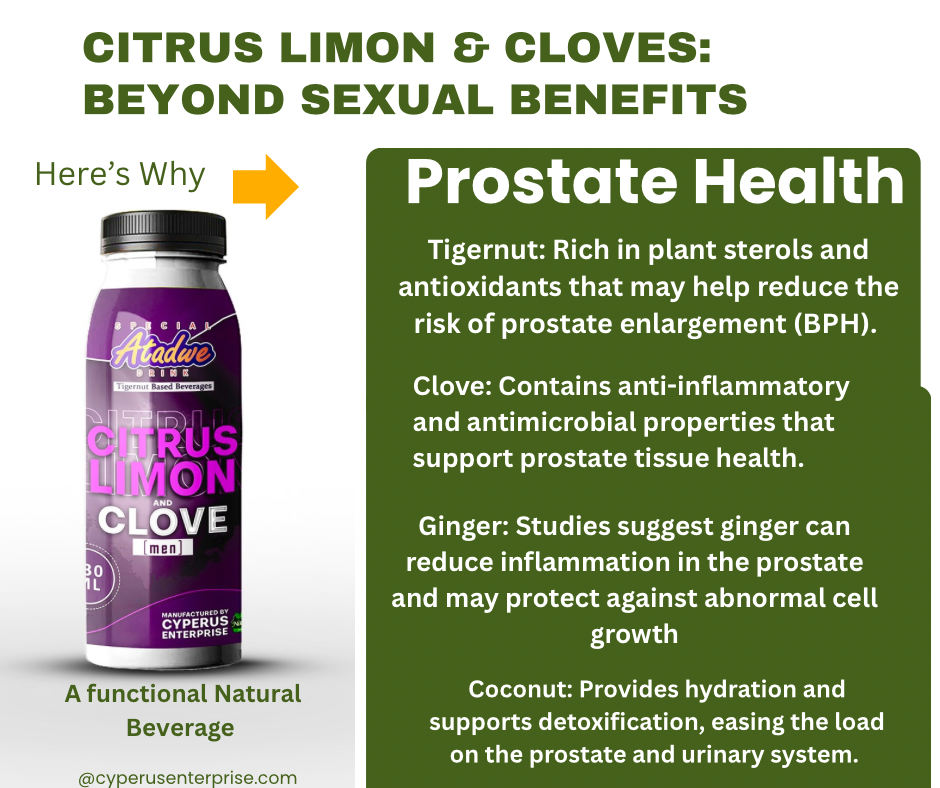 CITRUS LIMON & CLOVES:
BEYOND SEXUAL BENEFITS
Here's Why
Prostate Health
Tigernut: Rich in plant sterols and
antioxidants that may help reduce the
risk of prostate enlargement (BPH).
Clove: Contains anti-inflammatory
and antimicrobial properties that
support prostate tissue health.
Ginger: Studies suggest ginger can
reduce inflammation in the prostate
and may protect against abnormal cell
growth
Coconut: Provides hydration and
supports detoxification, easing the load
on the prostate and urinary system.
SPECIAL
Atadwe
DRINK
Tigernut Based Beverages
CITRUS
LIMON
AND
CLOVE
[men]
MANUFACTURED BY
CYPERUS
ENTERPRISE
A functional Natural
Beverage
@cyperusenterprise.com